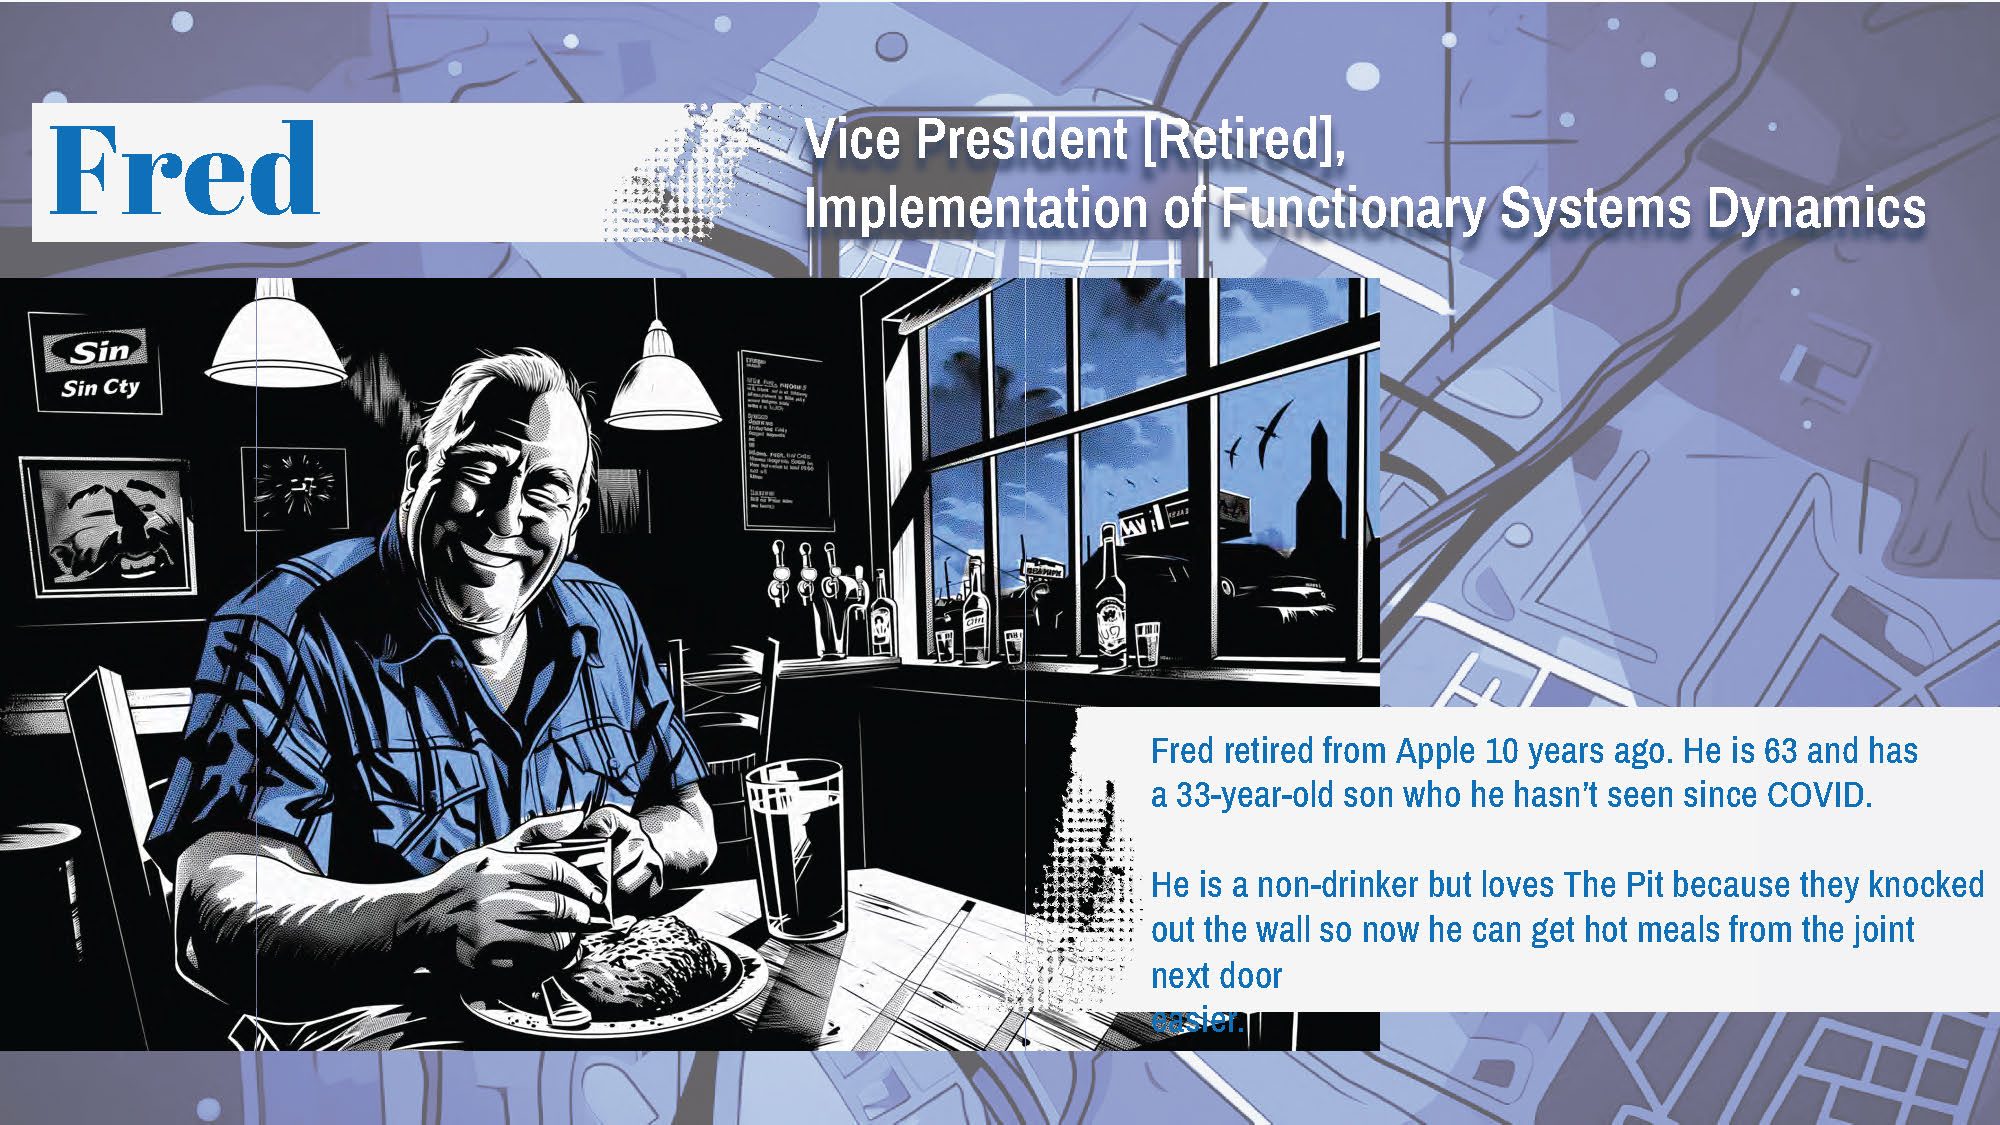 Fred
Vice President [Retired],
Implementation of Functionary Systems Dynamics
Sin
Sin Cty
Fred retired from Apple 10 years ago. He is 63 and has
a 33-year-old son who he hasn’t seen since COVID.
He is a non-drinker but loves The Pit because they knocked
out the wall so now he can get hot meals from the joint
next door
easier.